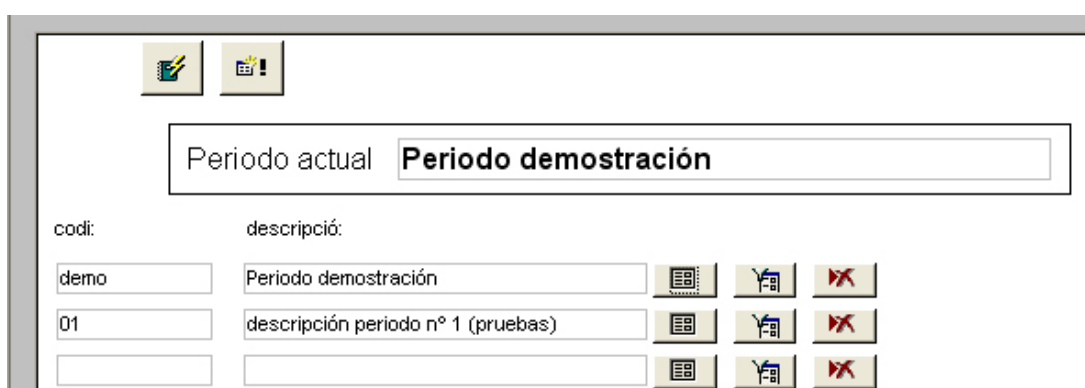 Periodo actual Periodo demostración
codi: descripció:
demo Periodo demostración
01 descripción periodo nº 1 (pruebas)